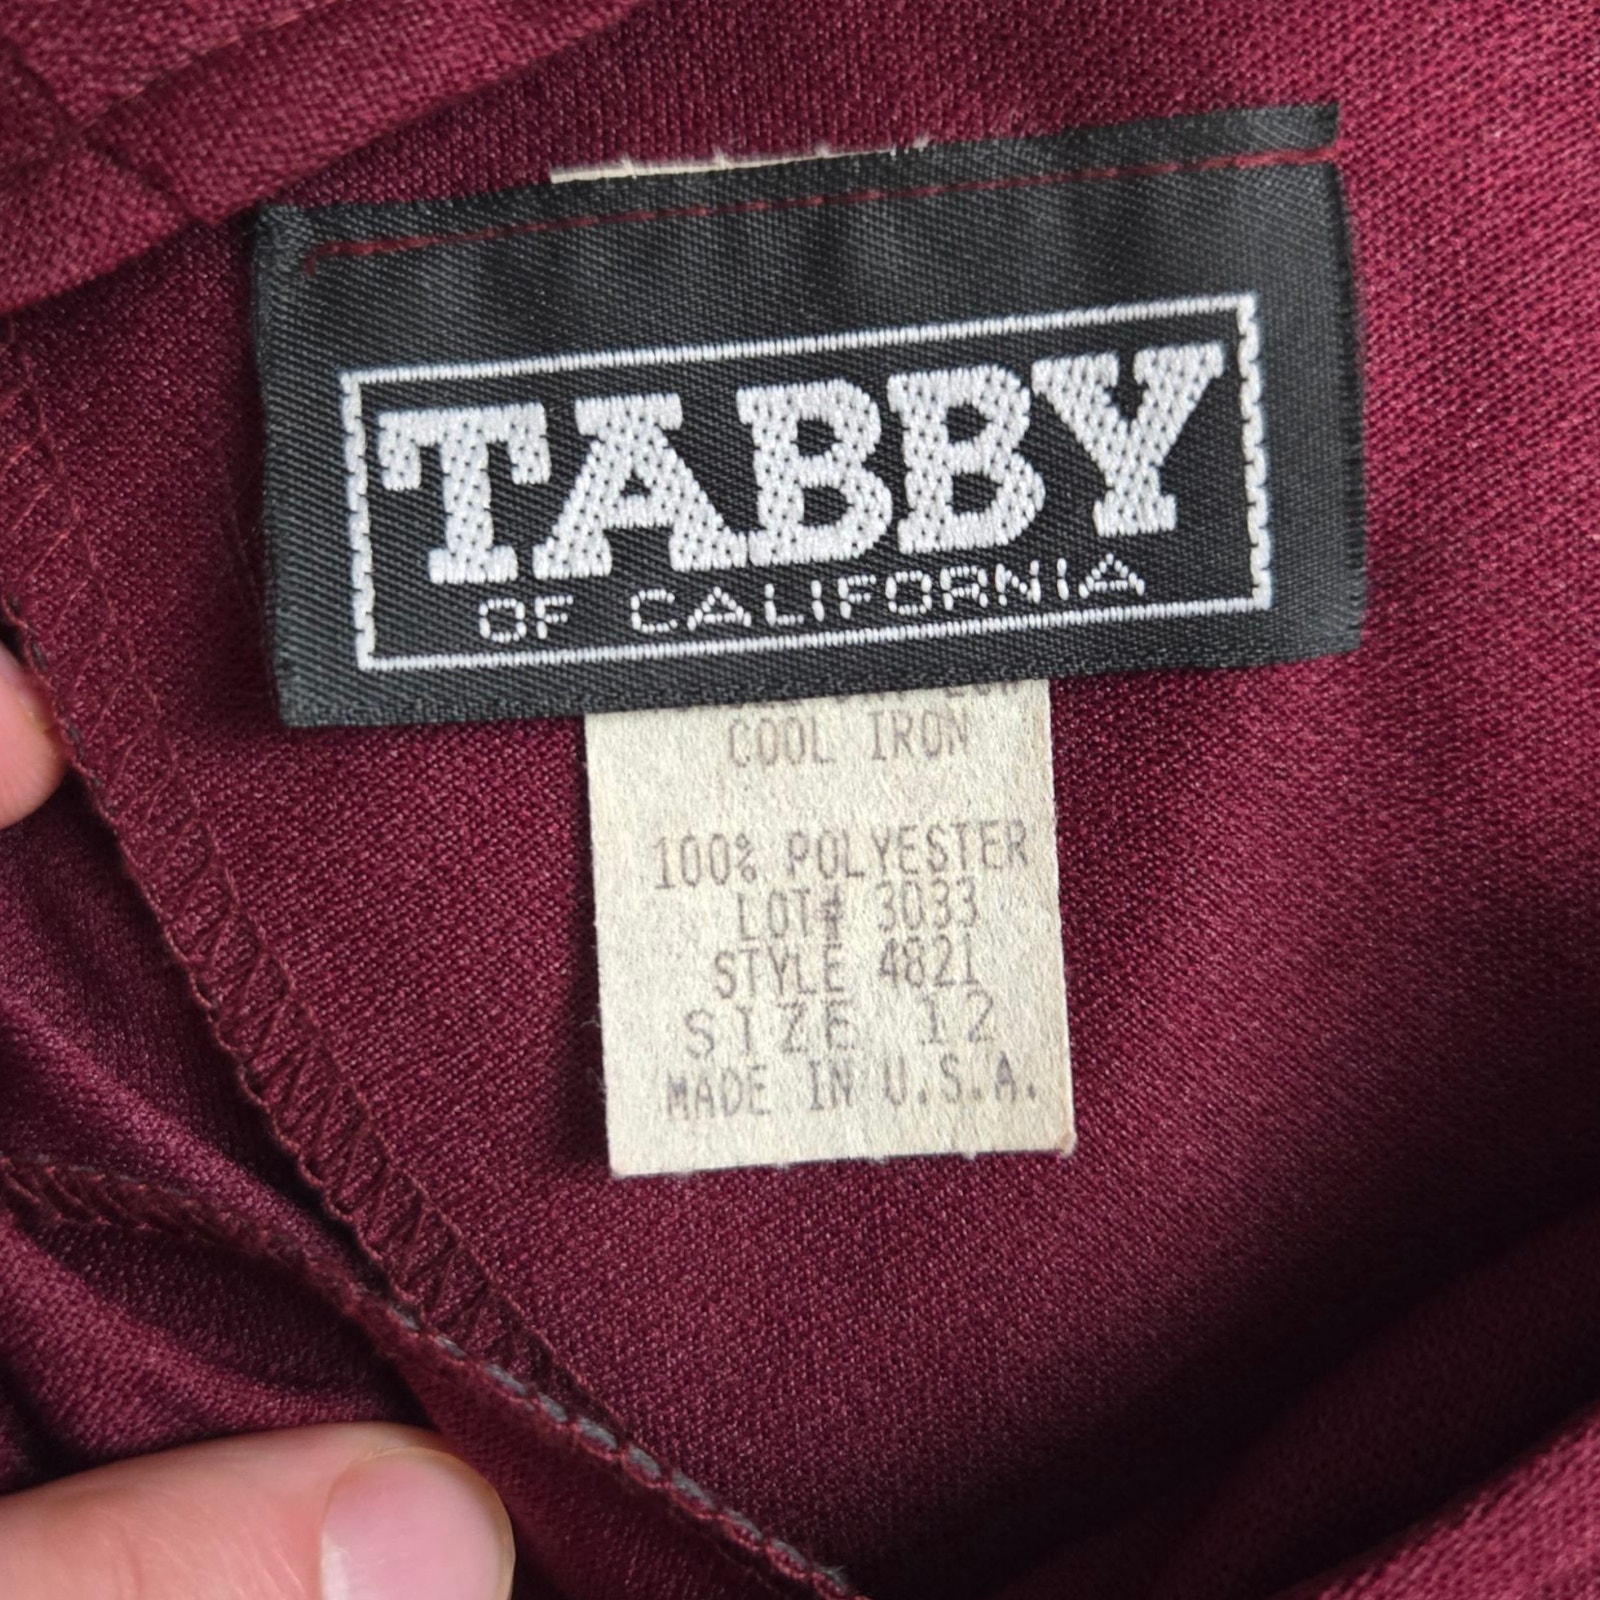 TABBY
OF CALIFORNIA
COOL IRON
100% POLYESTER
LOT# 3033
STYLE 4821
SIZE 12
MADE IN U.S.A.